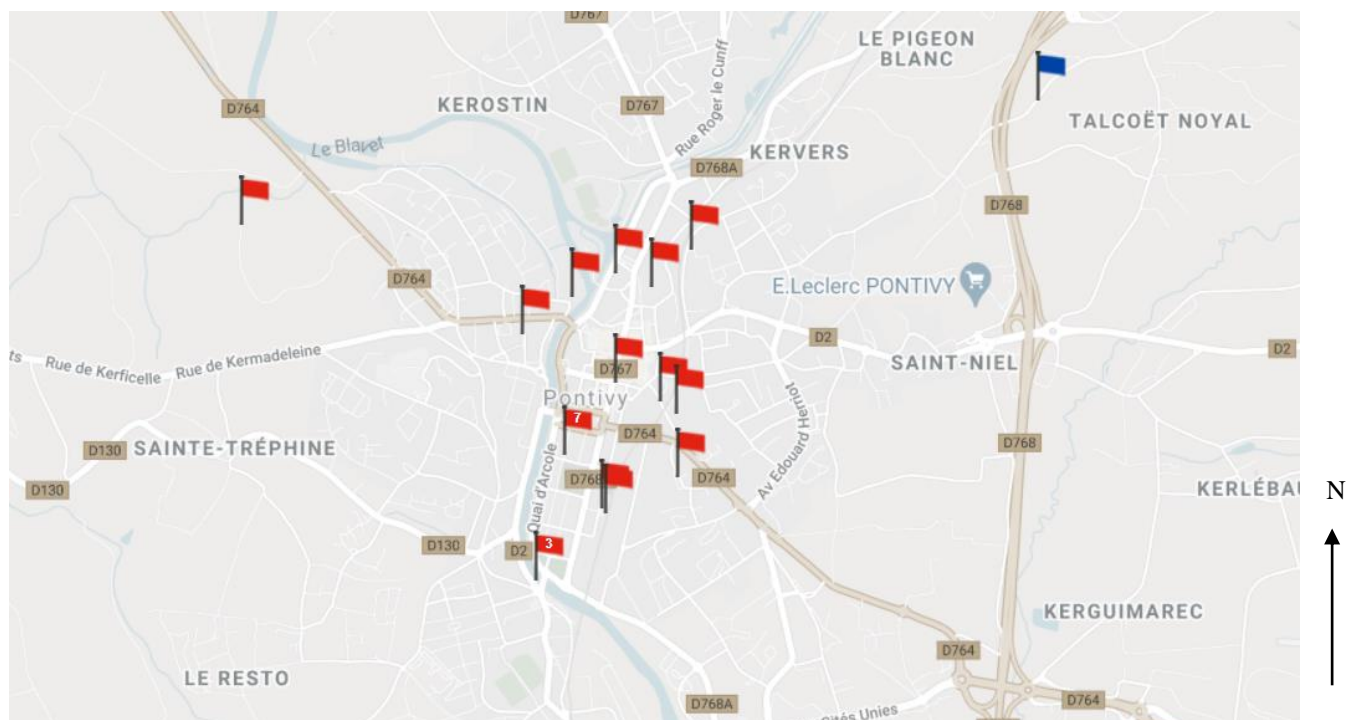 D767
LE PIGEON
BLANC
KEROSTIN
D764
D767
Rue Roger le Cunff
TALCOËT NOYAL
Le Blavet
KERVERS
D768A
D768
D764
E.Leclerc PONTIVY
D2
D2
ts
Rue de Kerficelle
Rue de Kermadeleine
SAINT-NIEL
D767
Pontivy
7
D764
Av Edouard Herriot
D768
D130
SAINTE-TRÉPHINE
Quai d'Arcole
D768
D764
D130
KERLÉBAU
N
D130
D2
3
KERGUIMAREC
LE RESTO
D764
D768A
D764
ités Unies